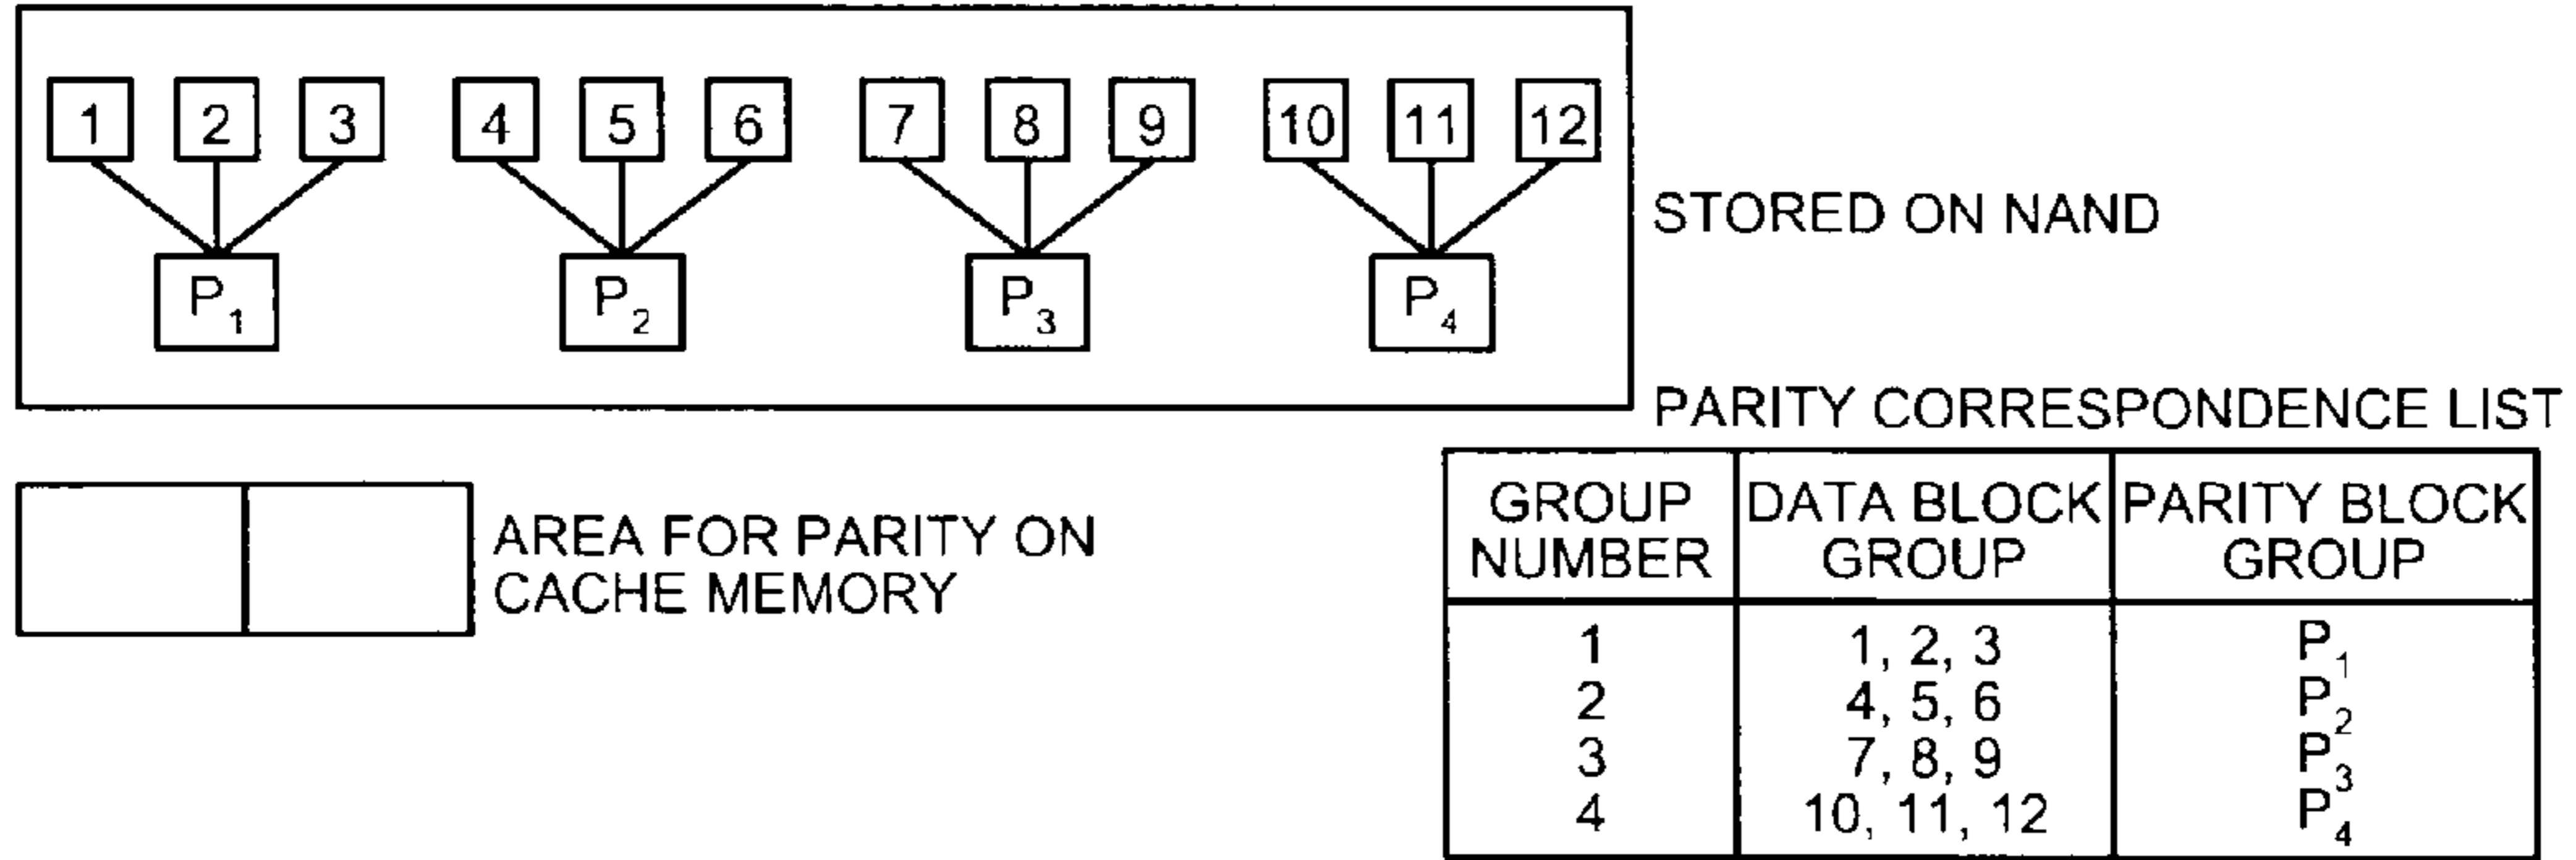 1 2 3 4 5 6 7 8 9 10 11 12
P1 P2 P3 P4
STORED ON NAND
AREA FOR PARITY ON
CACHE MEMORY
PARITY CORRESPONDENCE LIST
GROUP NUMBER DATA BLOCK GROUP PARITY BLOCK GROUP
1 1, 2, 3 P1
2 4, 5, 6 P2
3 7, 8, 9 P3
4 10, 11, 12 P4